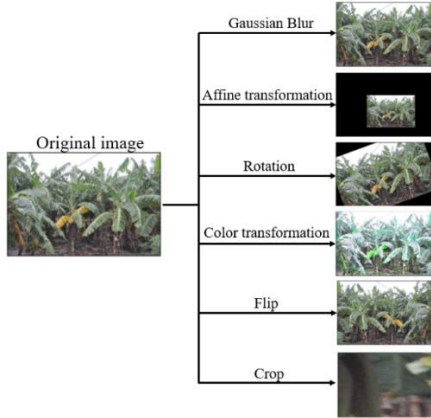 Gaussian Blur
Affine transformation
Original image
Rotation
Color transformation
Flip
Crop